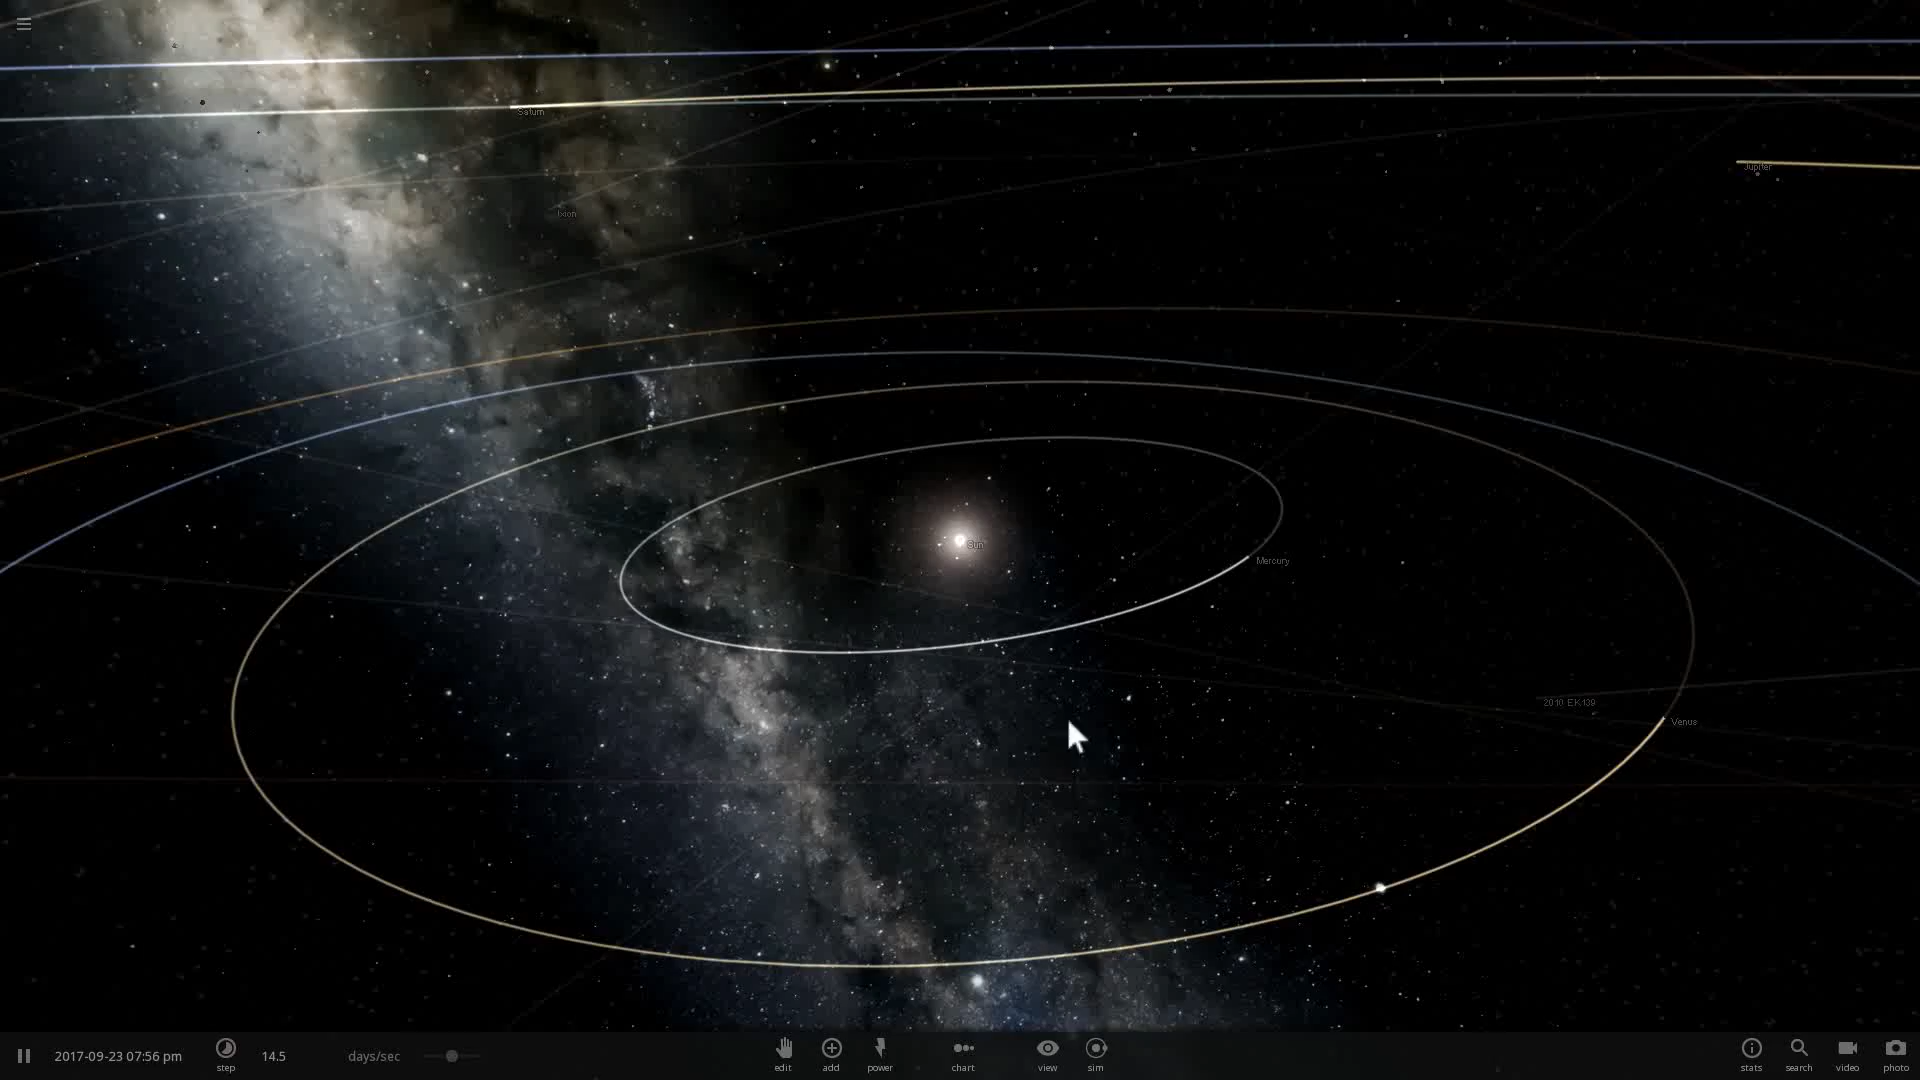 Saturn
Jupiter
Ixion
Sun
Mercury
2010 EK139
Venus
2017-09-23 07:56 pm
step
14.5
days/sec
edit
add
power
chart
view
sim
stats
search
video
photo